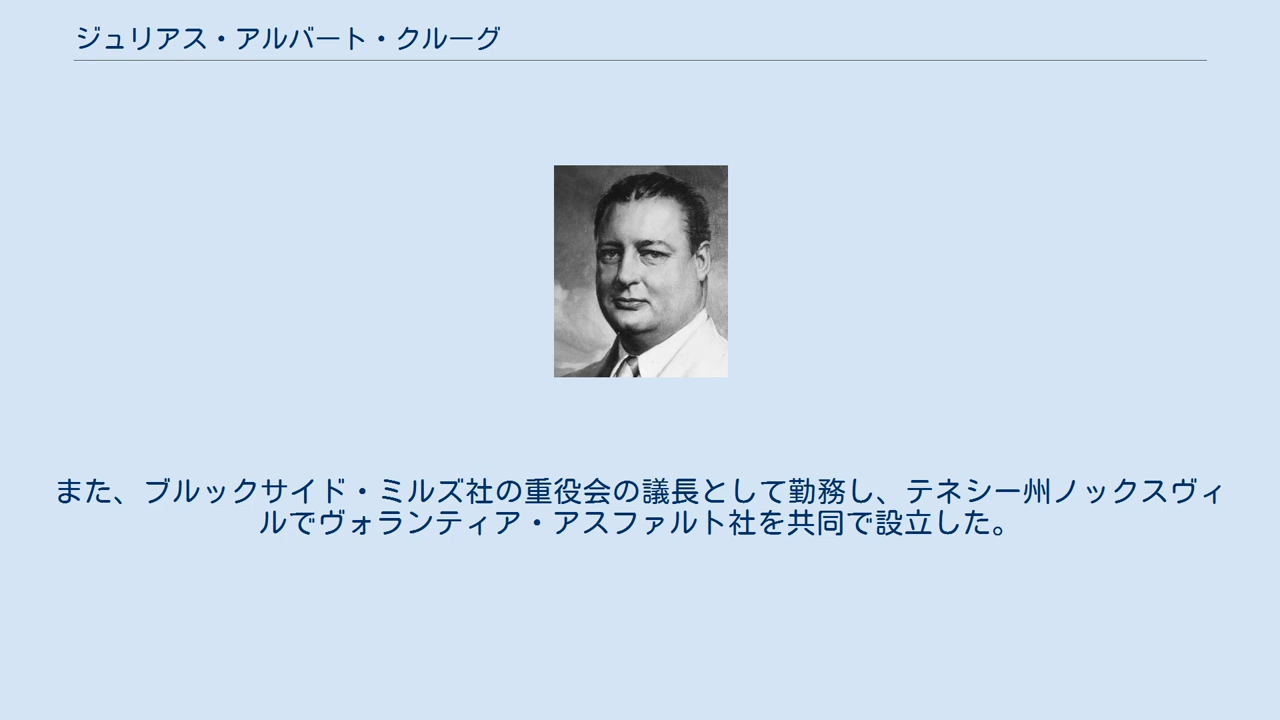 ジュリアス・アルバート・クルーグ
また、ブルックサイド・ミルズ社の重役会の議長として勤務し、テネシー州ノックスヴィ
ルでヴォランティア・アスファルト社を共同で設立した。